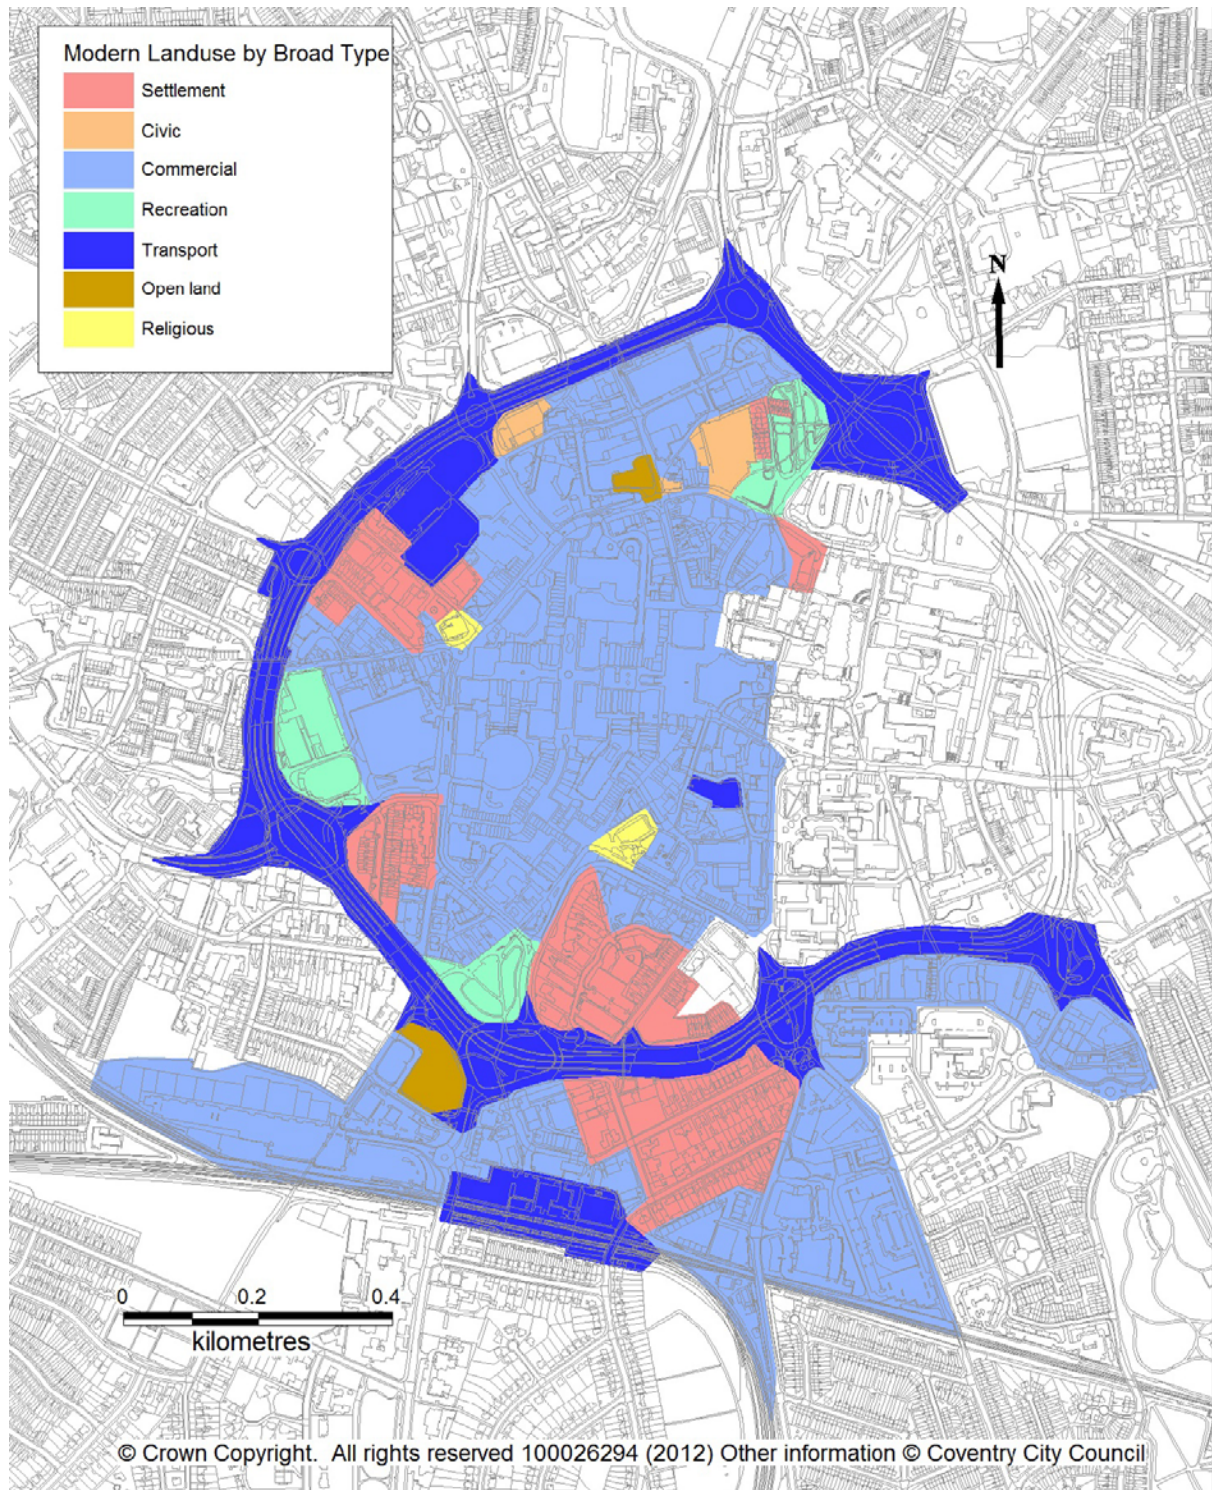 Modern Landuse by Broad Type
Settlement
Civic
Commercial
Recreation
Transport
Open land
Religious
N
0 0.2 0.4
kilometres
© Crown Copyright. All rights reserved 100026294 (2012) Other information © Coventry City Council